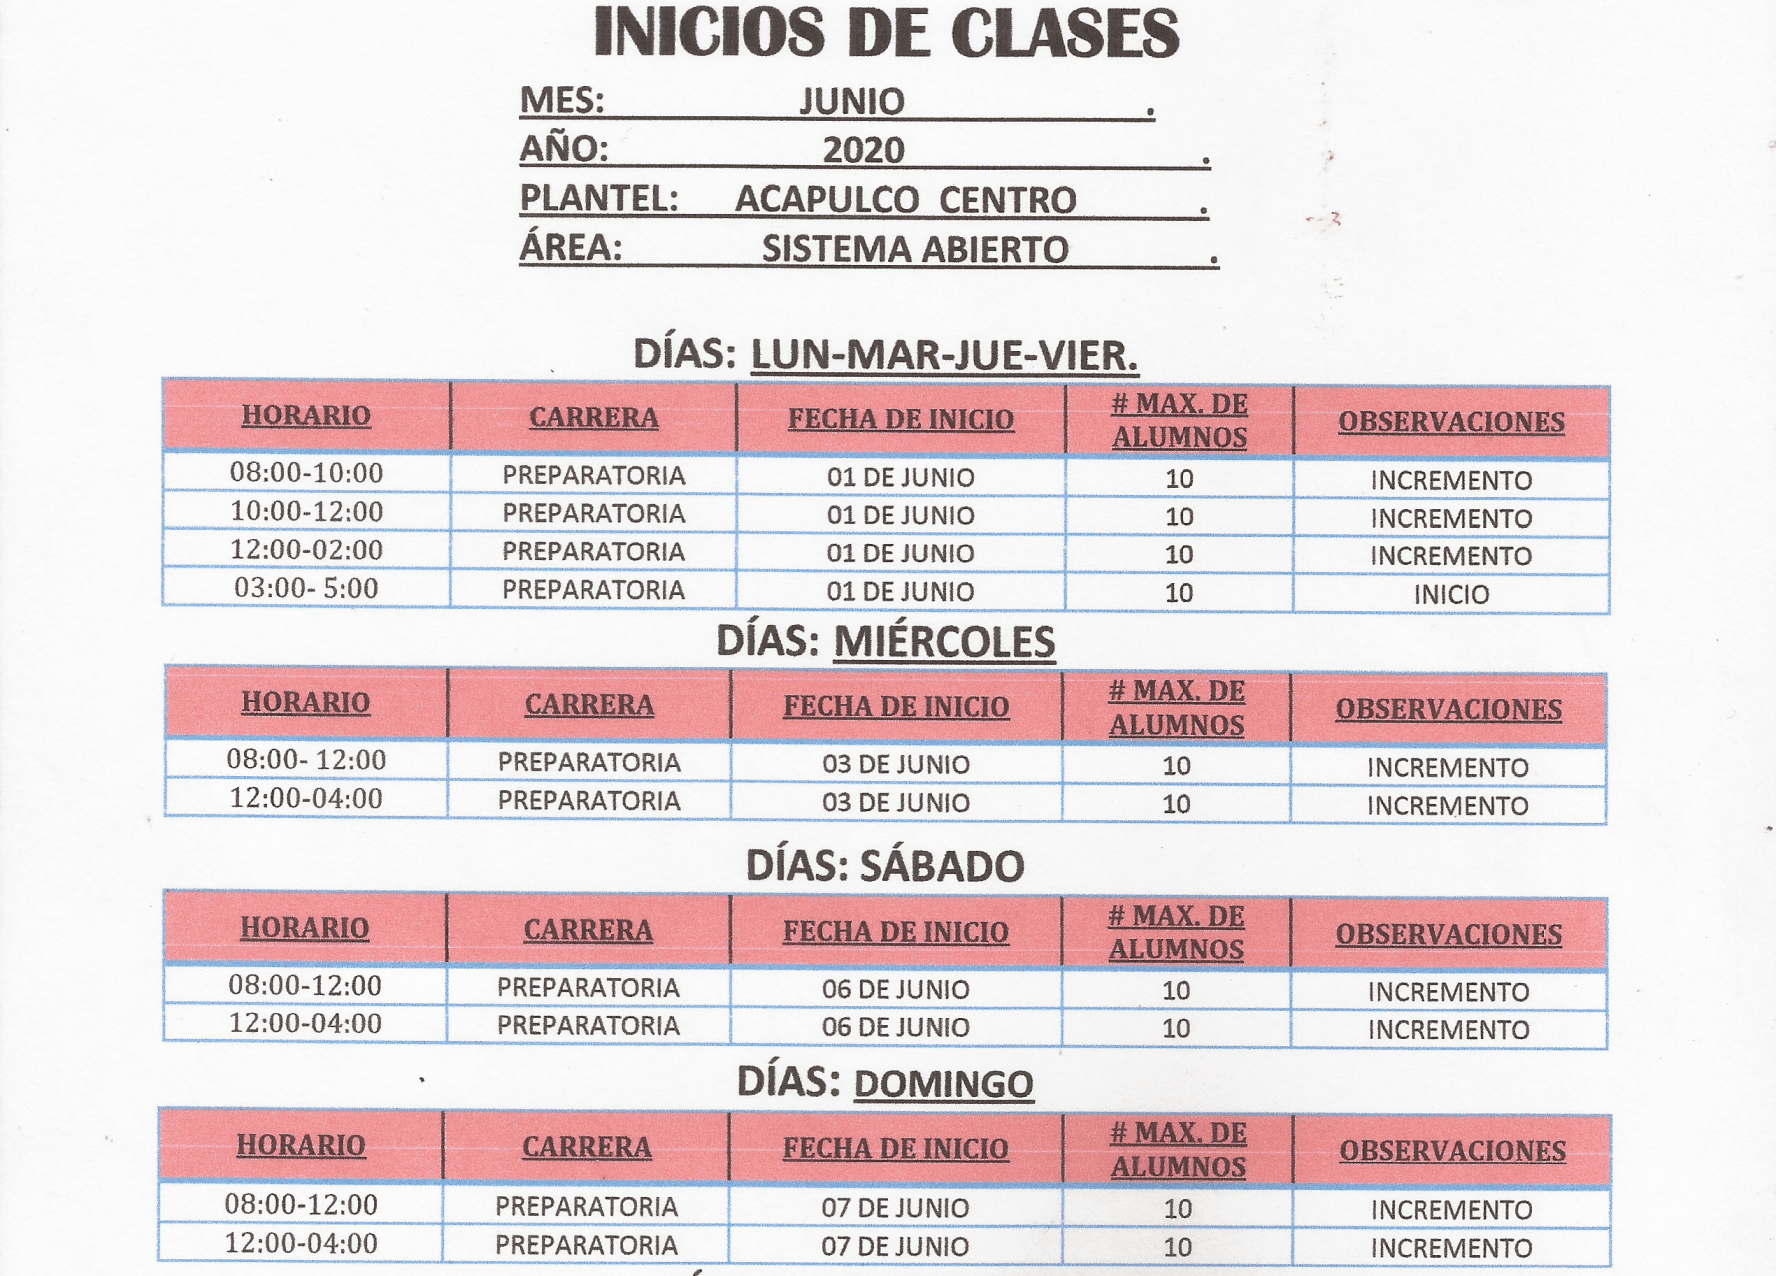 INICIOS DE CLASES
MES: JUNIO .
AÑO: 2020 .
PLANTEL: ACAPULCO CENTRO .
ÁREA: SISTEMA ABIERTO .
DÍAS: LUN-MAR-JUE-VIER.
HORARIO CARRERA FECHA DE INICIO # MAX. DE ALUMNOS OBSERVACIONES
08:00-10:00 PREPARATORIA 01 DE JUNIO 10 INCREMENTO
10:00-12:00 PREPARATORIA 01 DE JUNIO 10 INCREMENTO
12:00-02:00 PREPARATORIA 01 DE JUNIO 10 INCREMENTO
03:00- 5:00 PREPARATORIA 01 DE JUNIO 10 INICIO
DÍAS: MIÉRCOLES
HORARIO CARRERA FECHA DE INICIO # MAX. DE ALUMNOS OBSERVACIONES
08:00- 12:00 PREPARATORIA 03 DE JUNIO 10 INCREMENTO
12:00-04:00 PREPARATORIA 03 DE JUNIO 10 INCREMENTO
DÍAS: SÁBADO
HORARIO CARRERA FECHA DE INICIO # MAX. DE ALUMNOS OBSERVACIONES
08:00-12:00 PREPARATORIA 06 DE JUNIO 10 INCREMENTO
12:00-04:00 PREPARATORIA 06 DE JUNIO 10 INCREMENTO
DÍAS: DOMINGO
HORARIO CARRERA FECHA DE INICIO # MAX. DE ALUMNOS OBSERVACIONES
08:00-12:00 PREPARATORIA 07 DE JUNIO 10 INCREMENTO
12:00-04:00 PREPARATORIA 07 DE JUNIO 10 INCREMENTO